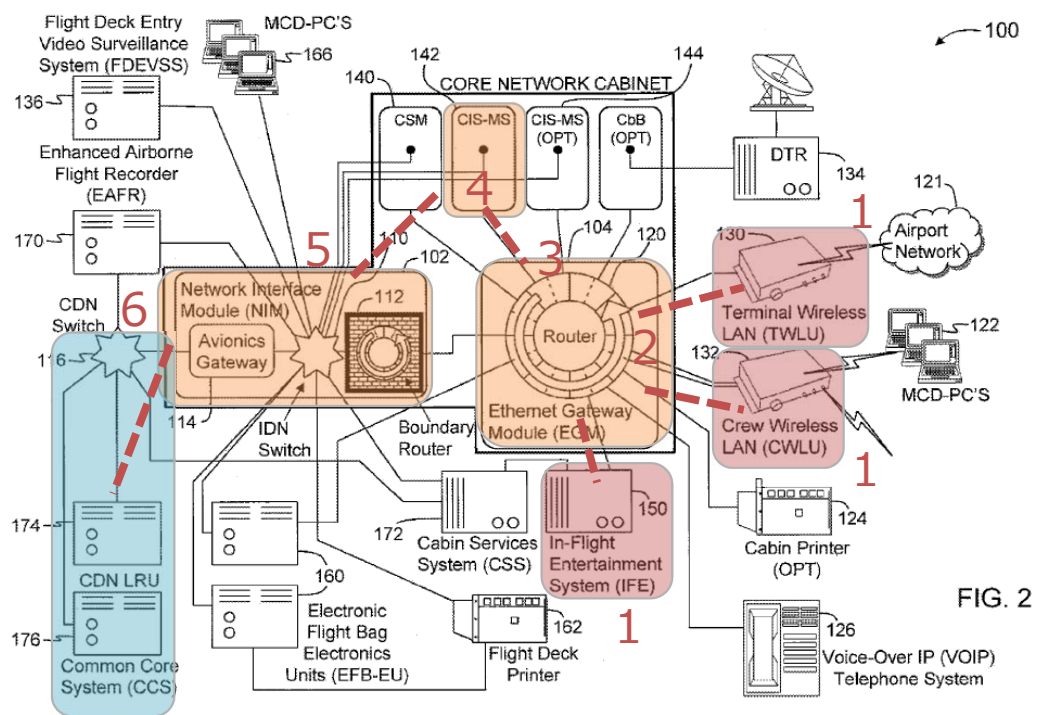 Flight Deck Entry
Video Surveillance
System (FDEVSS)
MCD-PC'S
166
136
Enhanced Airborne
Flight Recorder
(EAFR)
170
CDN
Switch
116
6
142
144
140
CORE NETWORK CABINET
CSM
CIS-MS
CIS-MS
(OPT)
CbB
(OPT)
100
DTR
134
121
1
Airport
Network
4
5
110
102
3
104
120
130
Terminal Wireless
LAN (TWLU)
Network Interface
Module (NIM)
112
Avionics
Gateway
Router
2
132
122
MCD-PC'S
Crew Wireless
LAN (CWLU)
1
114
IDN
Switch
Boundary
Router
Ethernet Gateway
Module (EGM)
174
CDN LRU
176
Common Core
System (CCS)
160
Electronic
Flight Bag
Electronics
Units (EFB-EU)
172
Cabin Services
System (CSS)
150
In-Flight
Entertainment
System (IFE)
1
162
Flight Deck
Printer
124
Cabin Printer
(OPT)
FIG. 2
126
Voice-Over IP (VOIP)
Telephone System